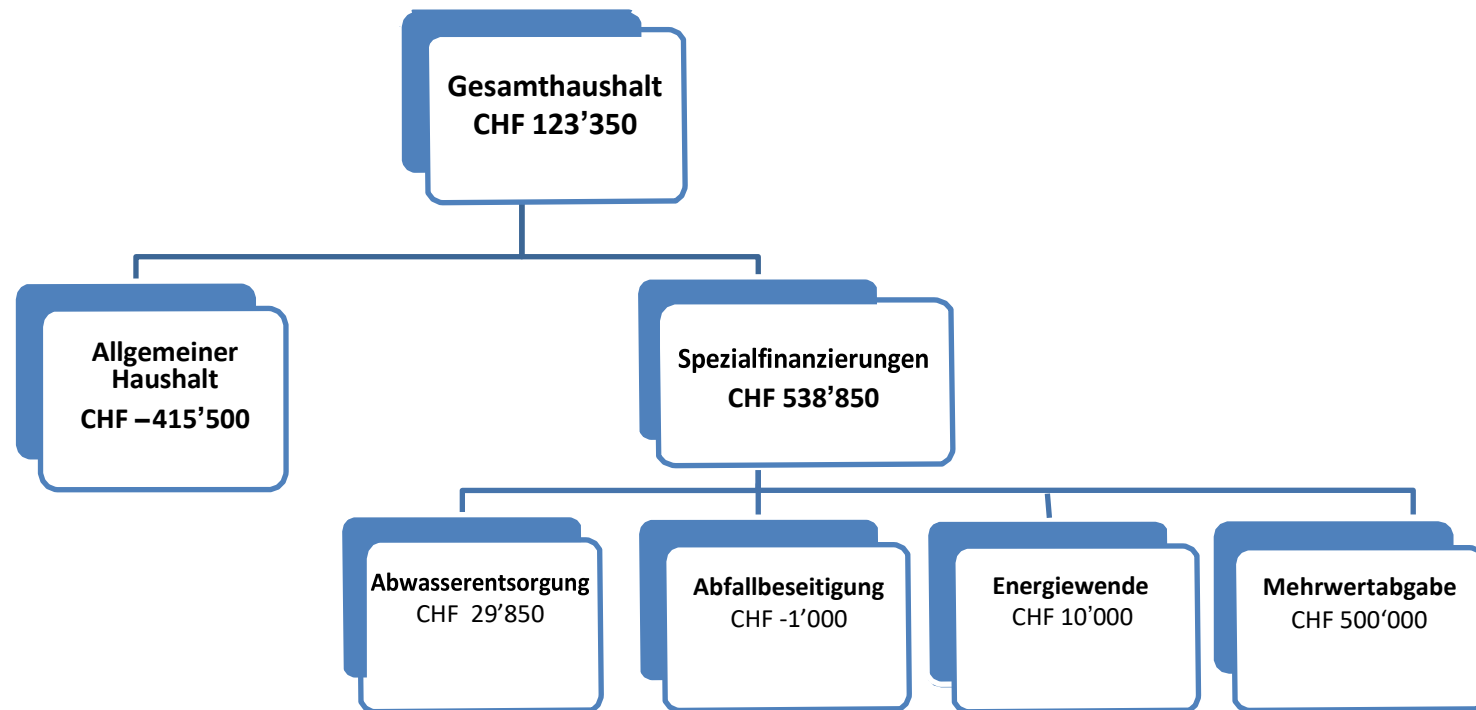 Gesamthaushalt
CHF 123’350
Allgemeiner
Haushalt
CHF –415’500
Spezialfinanzierungen
CHF 538’850
Abwasserentsorgung
CHF 29’850
Abfallbeseitigung
CHF -1’000
Energiewende
CHF 10’000
Mehrwertabgabe
CHF 500‘000